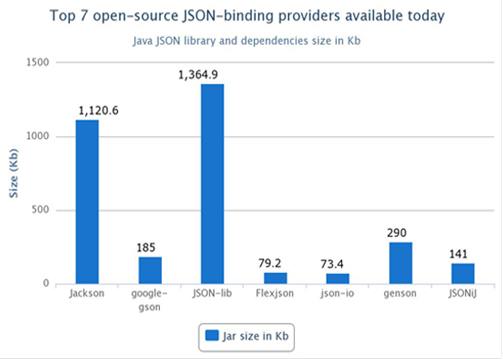 Top 7 open-source JSON-binding providers available today
Java JSON library and dependencies size in Kb
Size (Kb)
1500
1000
500
0
1,120.6
185
1,364.9
79.2
73.4
290
141
Jackson
google-
gson
JSON-lib
Flexjson
json-io
genson
JSONiJ
Jar size in Kb